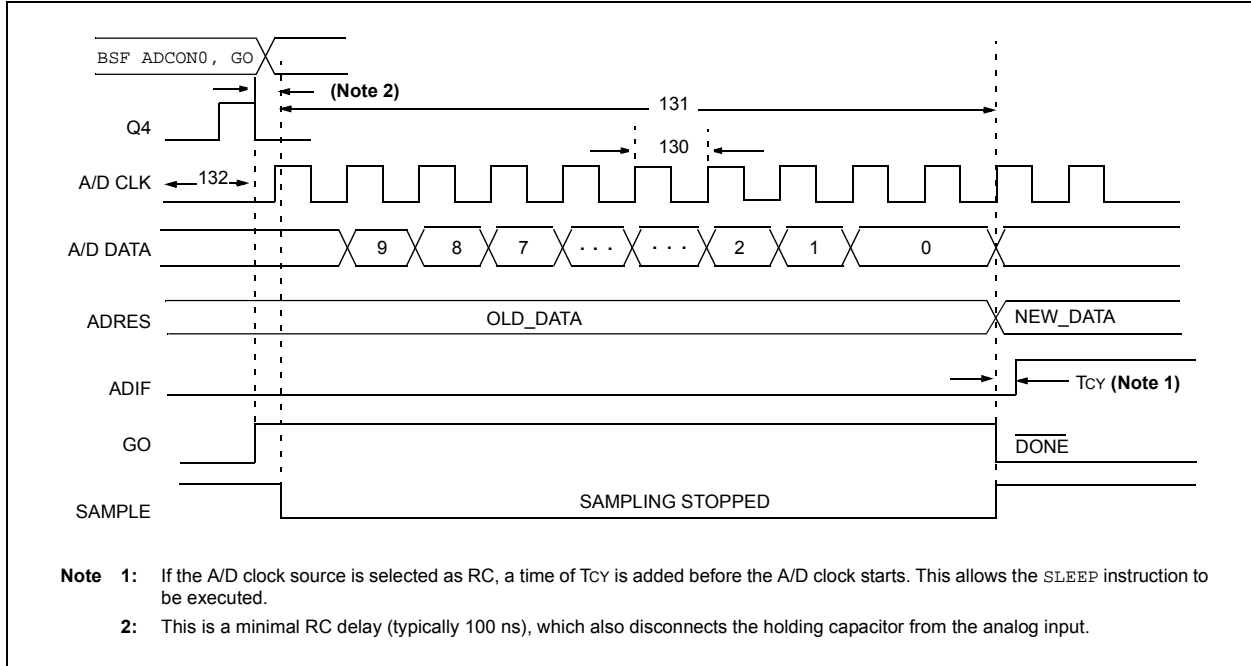 BSF ADCON0, GO
(Note 2)
131
Q4
130
A/D CLK
132
A/D DATA
9 8 7 · · · · · · 2 1 0
ADRES
OLD_DATA
NEW_DATA
ADIF
TCY (Note 1)
GO
DONE
SAMPLE
SAMPLING STOPPED
Note 1: If the A/D clock source is selected as RC, a time of TCY is added before the A/D clock starts. This allows the SLEEP instruction to
be executed.
2: This is a minimal RC delay (typically 100 ns), which also disconnects the holding capacitor from the analog input.